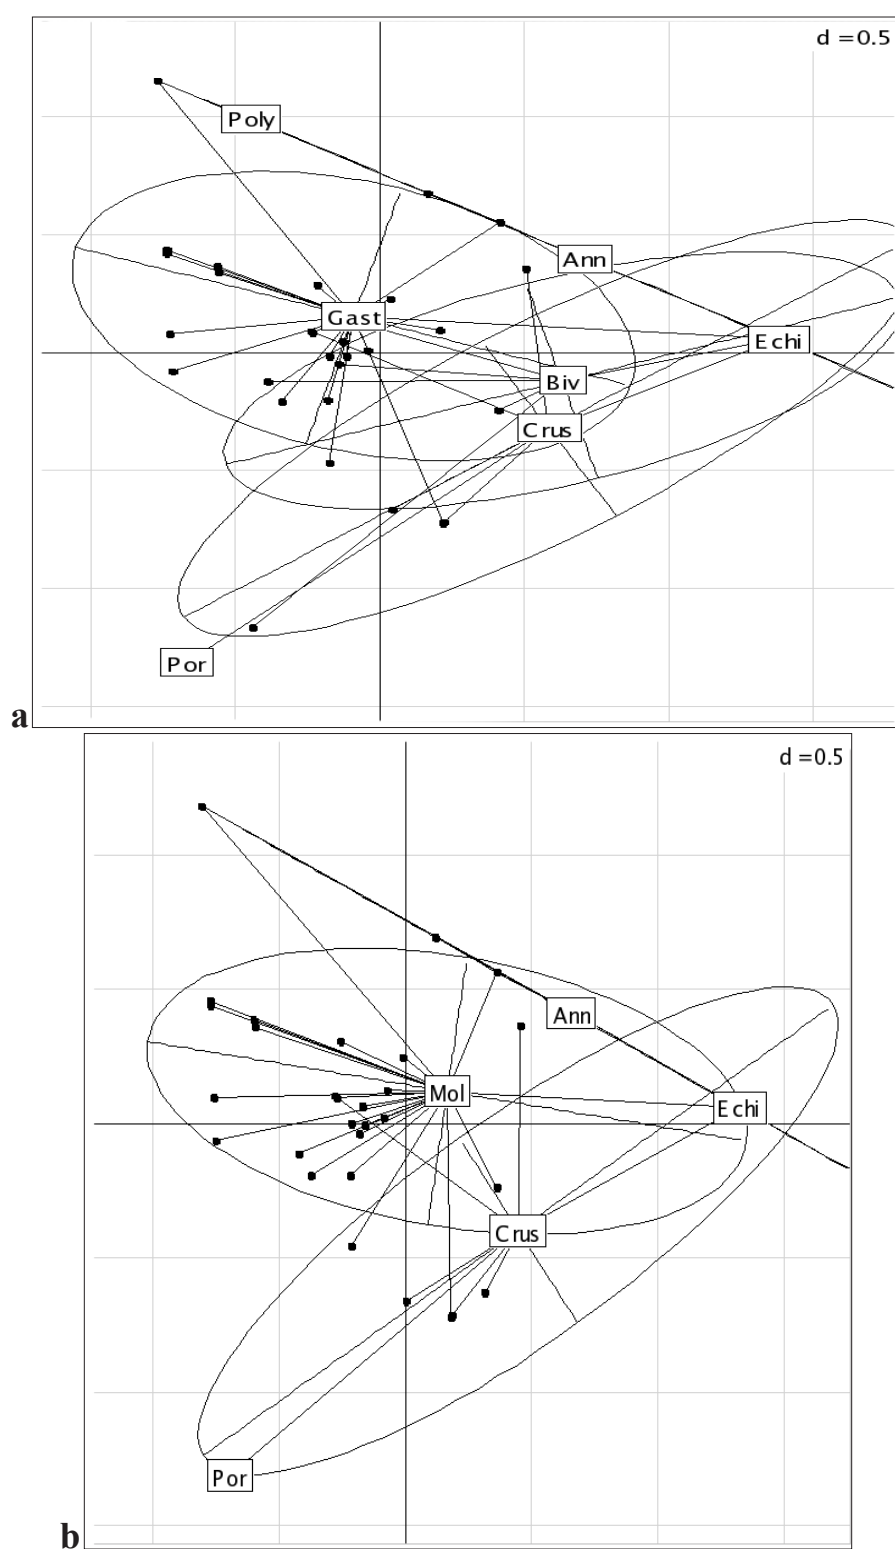 d =0.5
Poly
Ann
Gast
Echi
Biv
Crus
Por
a
d =0.5
Ann
Mol
Echi
Crus
Por
b